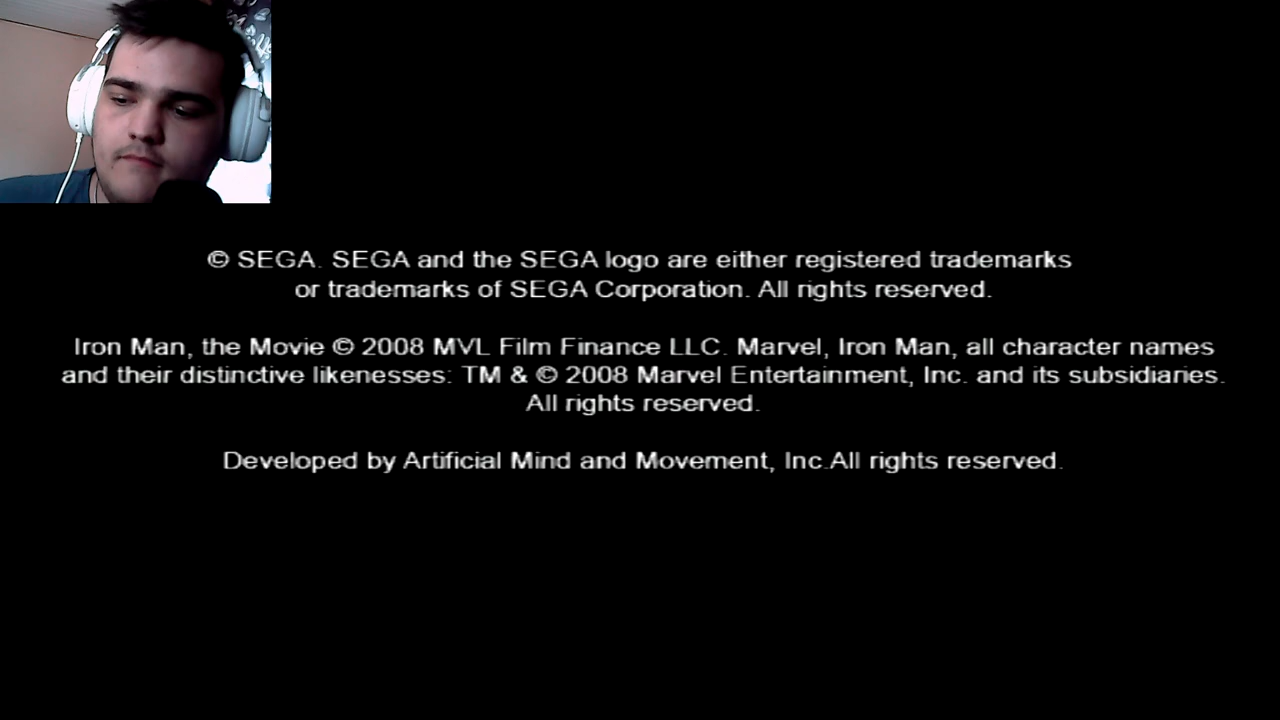 © SEGA. SEGA and the SEGA logo are either registered trademarks
or trademarks of SEGA Corporation. All rights reserved.
Iron Man, the Movie © 2008 MVL Film Finance LLC. Marvel, Iron Man, all character names
and their distinctive likenesses: TM & © 2008 Marvel Entertainment, Inc. and its subsidiaries.
All rights reserved.
Developed by Artificial Mind and Movement, Inc.All rights reserved.